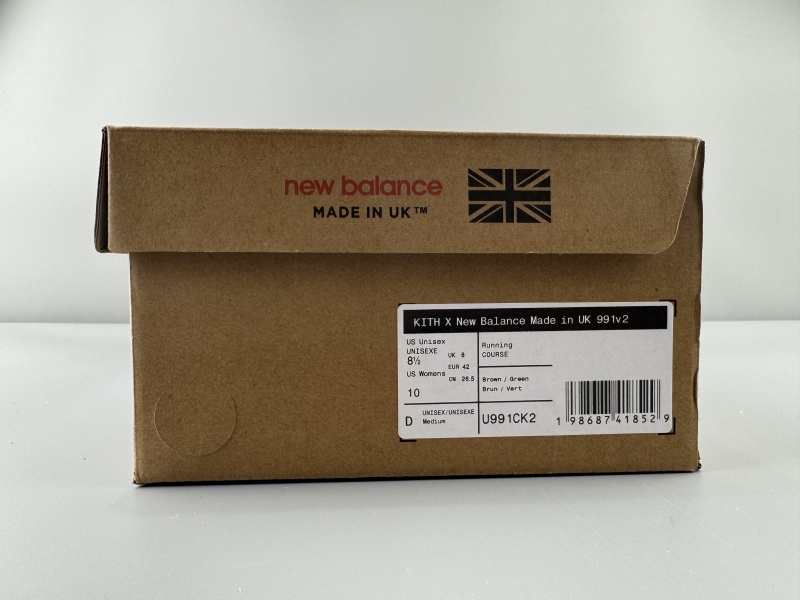 new balance
MADE IN UK™
KITH X New Balance Made in UK 991v2
US Unisex
UNISEXE
8½
UK 8
EUR 42
US Womens
CM 26.5
10
Running
COURSE
Brown / Green
Brun / Vert
D
UNISEX/UNISEXE
Medium
U991CK2
1 98687 41852 9